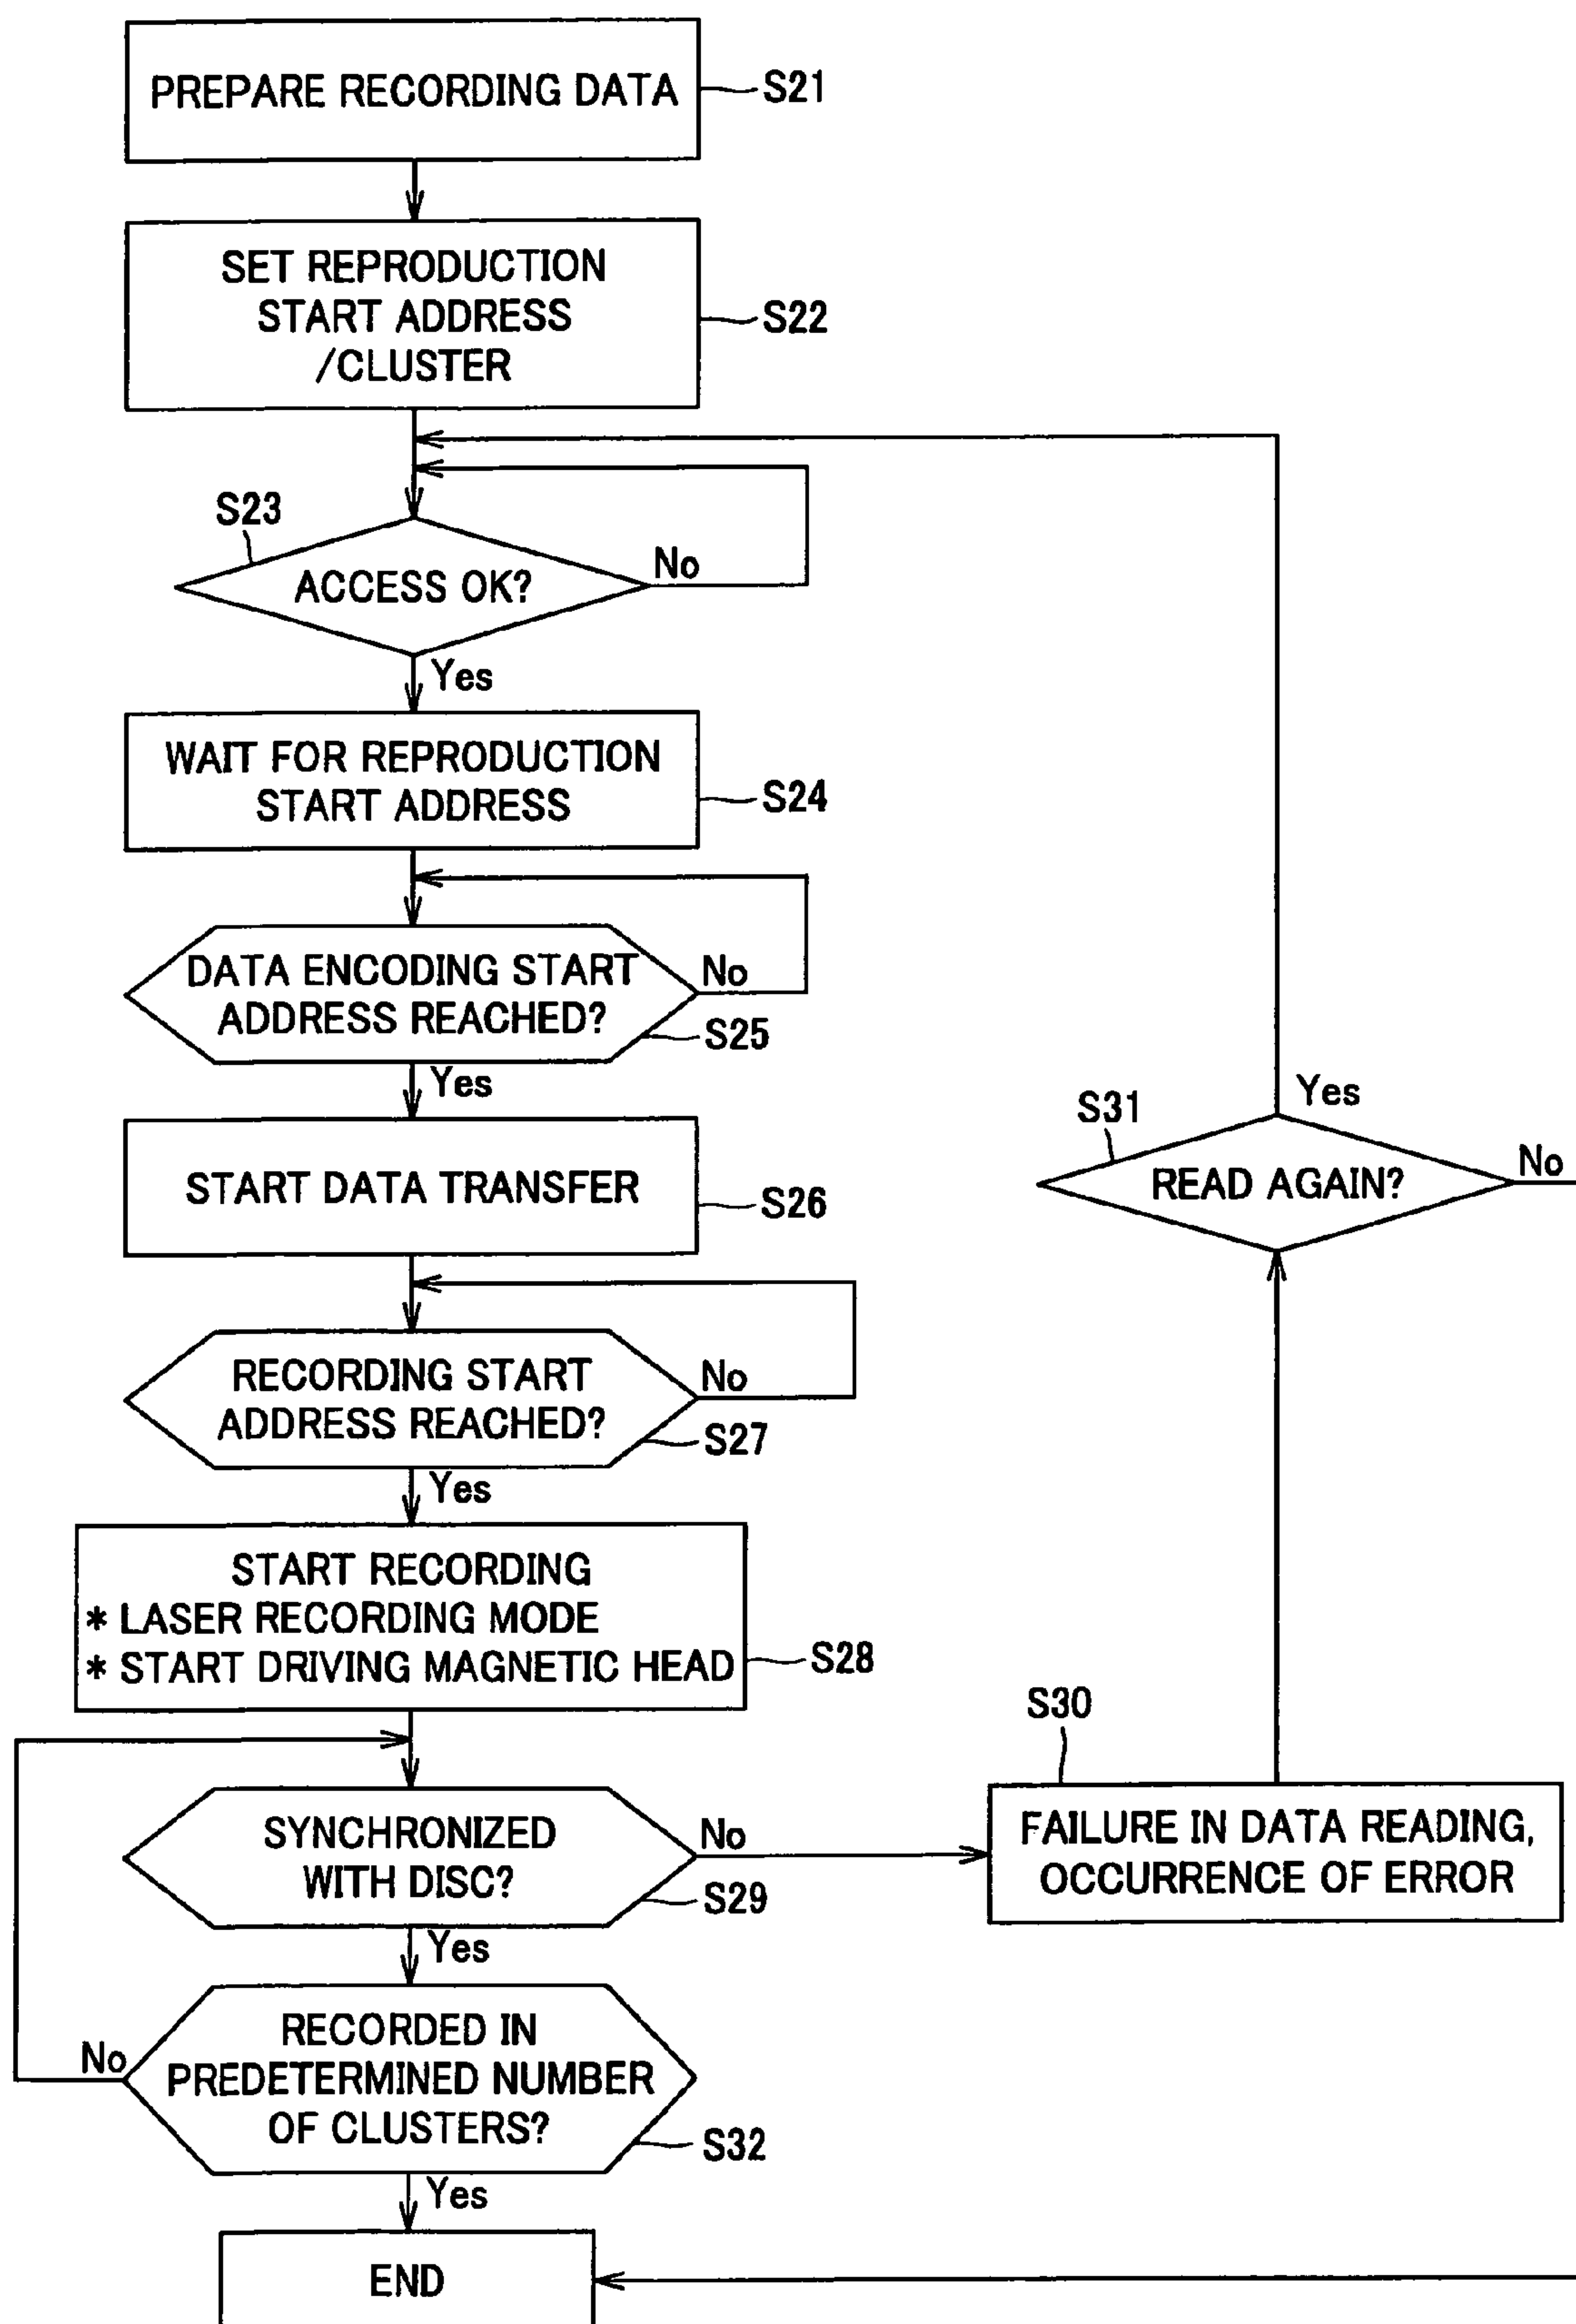 PREPARE RECORDING DATA
S21
SET REPRODUCTION
START ADDRESS
/CLUSTER
S22
S23
ACCESS OK?
No
Yes
WAIT FOR REPRODUCTION
START ADDRESS
S24
DATA ENCODING START
ADDRESS REACHED?
No
S25
Yes
START DATA TRANSFER
S26
RECORDING START
ADDRESS REACHED?
No
S27
Yes
START RECORDING
* LASER RECORDING MODE
* START DRIVING MAGNETIC HEAD
S28
SYNCHRONIZED
WITH DISC?
No
S29
Yes
S30
FAILURE IN DATA READING,
OCCURRENCE OF ERROR
S31
READ AGAIN?
Yes
No
RECORDED IN
PREDETERMINED NUMBER
OF CLUSTERS?
No
S32
Yes
END